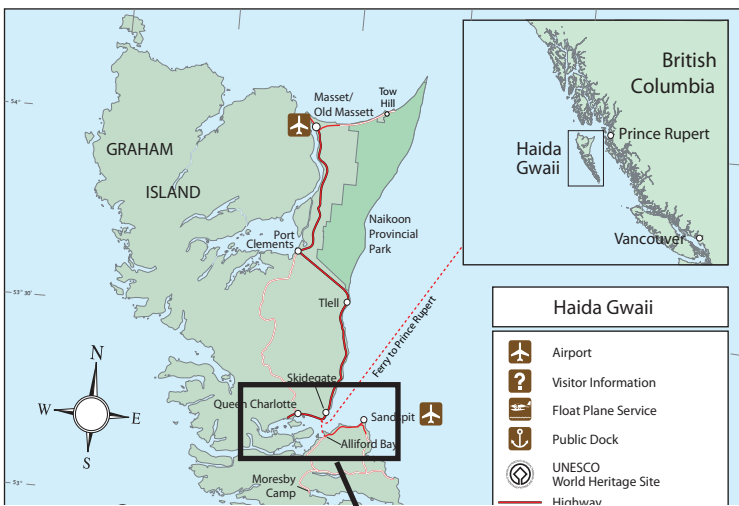 54°
Masset/
Old Massett
Tow
Hill
GRAHAM
ISLAND
Port
Clements
Naikoon
Provincial
Park
53° 30'
Tlell
Ferry to Prince Rupert
Skidegate
Queen Charlotte
Sandspit
Alliford Bay
Moresby
Camp
53°
N
W
E
S
British
Columbia
Prince Rupert
Haida
Gwaii
Vancouver
Haida Gwaii
Airport
?
Visitor Information
Float Plane Service
Public Dock
UNESCO
World Heritage Site
Highway